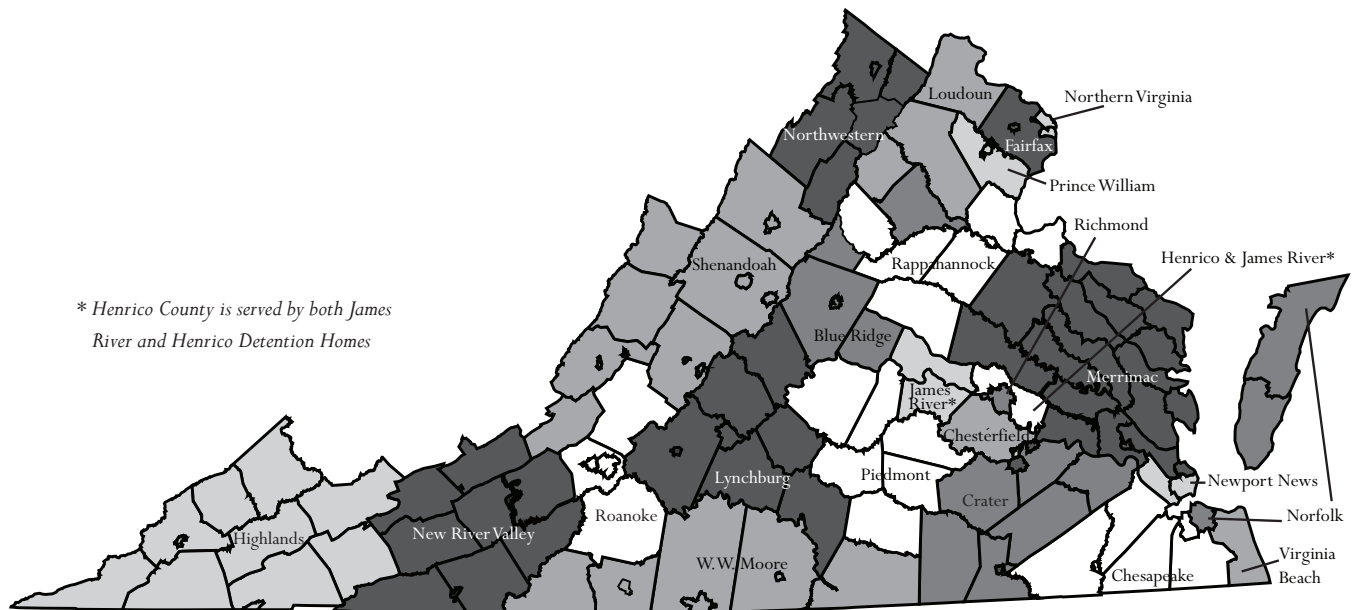 Loudoun
Northern Virginia
Northwestern
Fairfax
Prince William
Richmond
Shenandoah
Rappahannock
Henrico & James River*
* Henrico County is served by both James
River and Henrico Detention Homes
Blue Ridge
Merrimac
James
River*
Chesterfield
Lynchburg
Piedmont
Newport News
Crater
Roanoke
Norfolk
New River Valley
Highlands
W.W. Moore
Virginia
Beach
Chesapeake